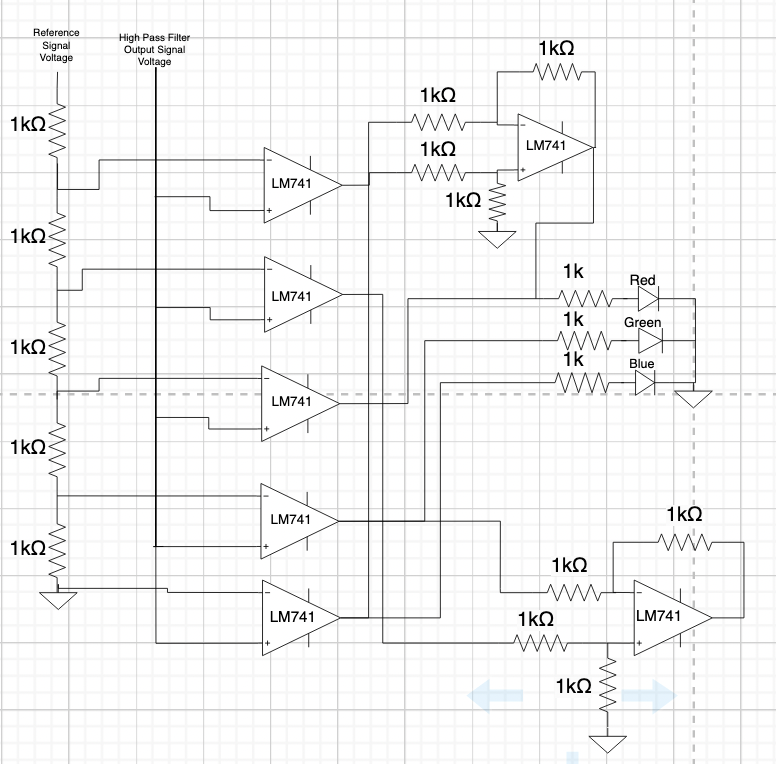 Reference
Signal
Voltage
High Pass Filter
Output Signal
Voltage
1kΩ
1kΩ
1kΩ
1kΩ
1kΩ
LM741
-
+
LM741
-
+
LM741
-
+
LM741
-
+
LM741
-
+
1kΩ
1kΩ
1kΩ
1kΩ
LM741
-
+
1k
Red
1k
Green
1k
Blue
1kΩ
1kΩ
1kΩ
1kΩ
LM741
-
+